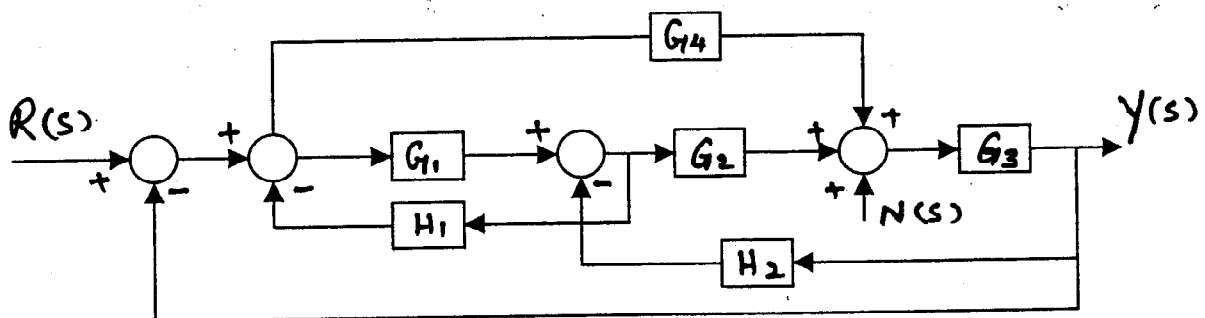 G4
R(s)
Y(s)
+
+
+
+
G1
G2
+
G3
+
-
-
-
+
N(s)
H1
H2